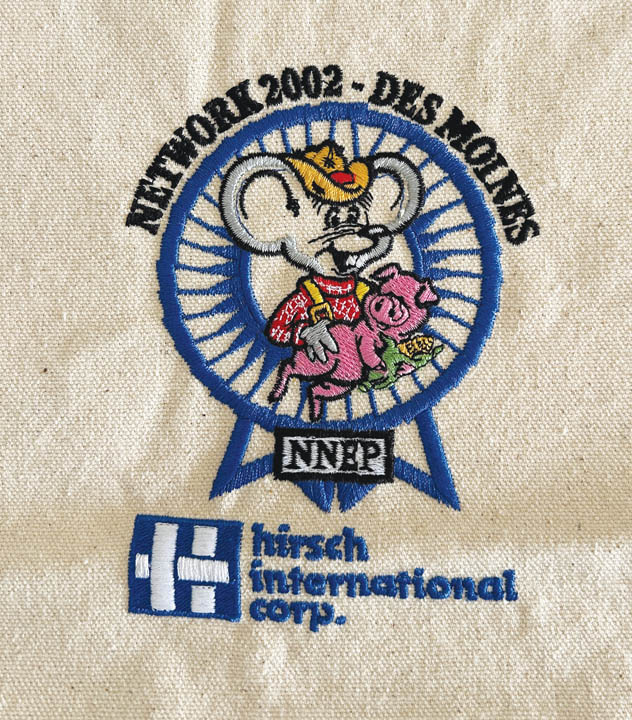 NETWORK 2002 - DES MOINES
NNEP
hirsch
international
corp.